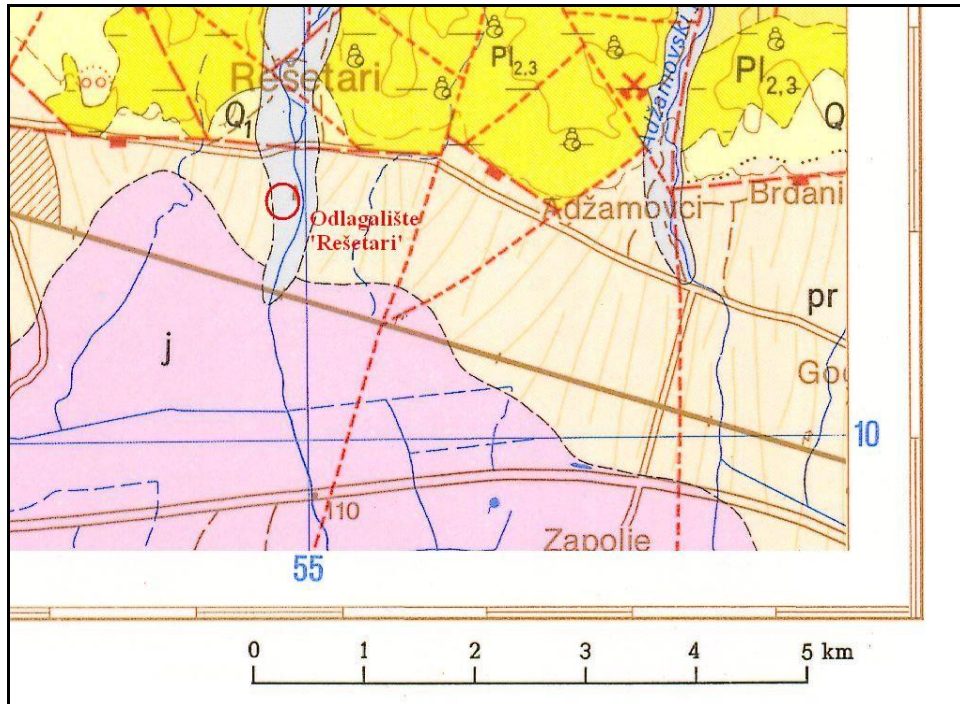 Pl2,3
Pl2,3
Rešetari
Adžamovski
Q1
Q
Adžamovci
Brđani
Odlagalište
'Rešetari'
pr
j
10
110
Zapolje
55
0 1 2 3 4 5 km